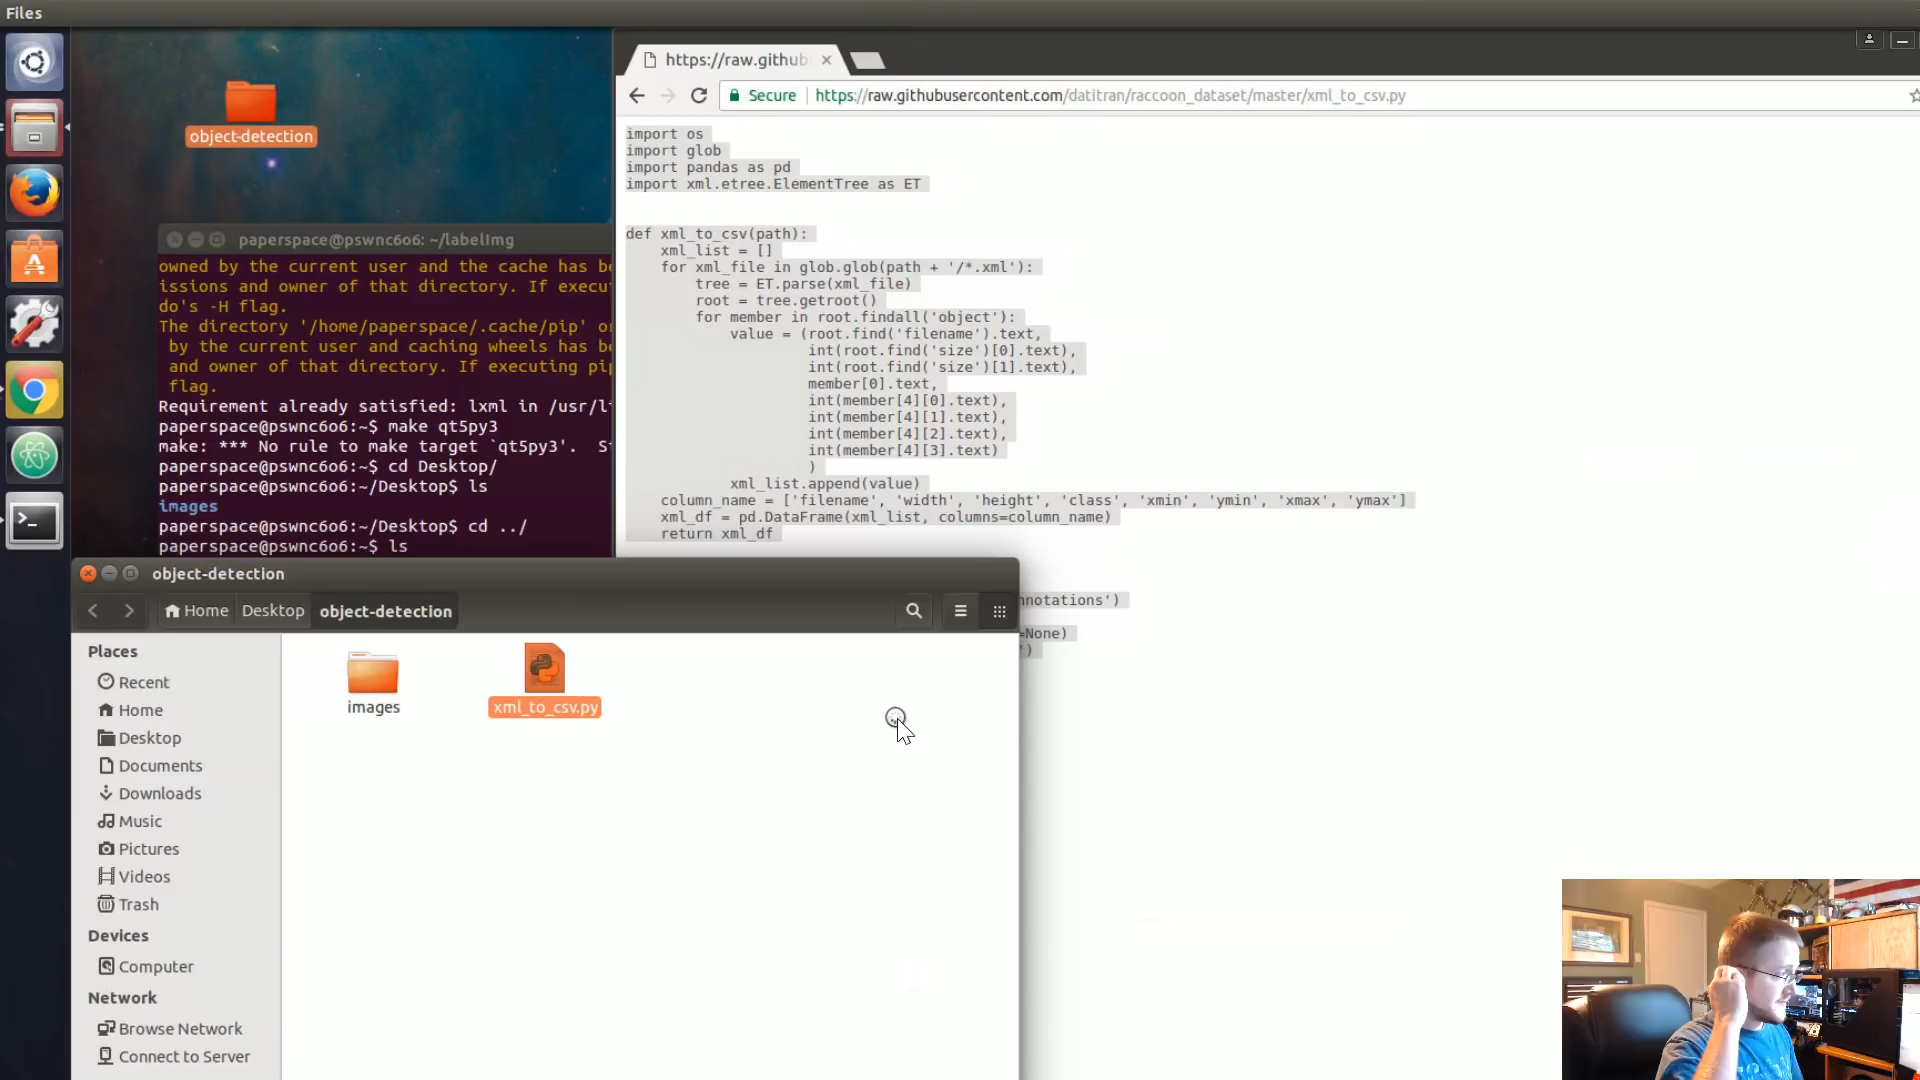 Files
object-detection
paperspace@pswnc6o6: ~/labelImg
owned by the current user and the cache has be
issions and owner of that directory. If execut
do's -H flag.
The directory '/home/paperspace/.cache/pip' or
by the current user and caching wheels has be
and owner of that directory. If executing pip
flag.
Requirement already satisfied: lxml in /usr/li
paperspace@pswnc6o6:~$ make qt5py3
make: *** No rule to make target `qt5py3'.  St
paperspace@pswnc6o6:~$ cd Desktop/
paperspace@pswnc6o6:~/Desktop$ ls
images
paperspace@pswnc6o6:~/Desktop$ cd ../
paperspace@pswnc6o6:~$ ls
https://raw.github
Secure
https://raw.githubusercontent.com/datitran/raccoon_dataset/master/xml_to_csv.py
import os
import glob
import pandas as pd
import xml.etree.ElementTree as ET
def xml_to_csv(path):
xml_list = []
for xml_file in glob.glob(path + '/*.xml'):
tree = ET.parse(xml_file)
root = tree.getroot()
for member in root.findall('object'):
value = (root.find('filename').text,
int(root.find('size')[0].text),
int(root.find('size')[1].text),
member[0].text,
int(member[4][0].text),
int(member[4][1].text),
int(member[4][2].text),
int(member[4][3].text)
)
xml_list.append(value)
column_name = ['filename', 'width', 'height', 'class', 'xmin', 'ymin', 'xmax', 'ymax']
xml_df = pd.DataFrame(xml_list, columns=column_name)
return xml_df
nnotations')
=None)
')
object-detection
Home
Desktop
object-detection
Places
Recent
Home
Desktop
Documents
Downloads
Music
Pictures
Videos
Trash
Devices
Computer
Network
Browse Network
Connect to Server
images
xml_to_csv.py